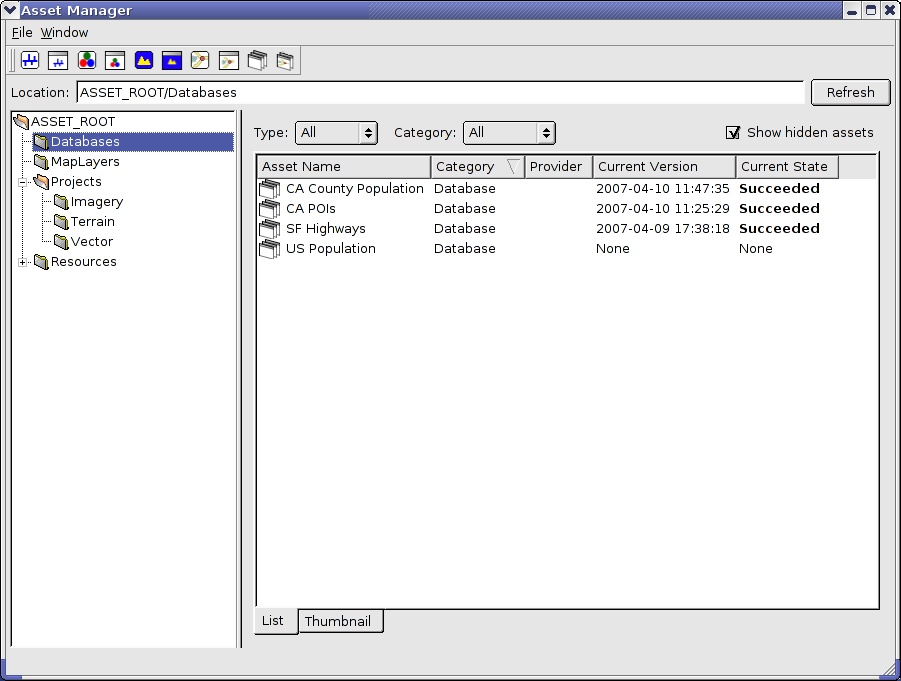 Asset Manager
File Window
Location: ASSET_ROOT/Databases Refresh
ASSET_ROOT
Databases
MapLayers
Projects
Imagery
Terrain
Vector
Resources
Type: All Category: All Show hidden assets
Asset Name Category Provider Current Version Current State
CA County Population Database 2007-04-10 11:47:35 Succeeded
CA POIs Database 2007-04-10 11:25:29 Succeeded
SF Highways Database 2007-04-09 17:38:18 Succeeded
US Population Database None None
List Thumbnail